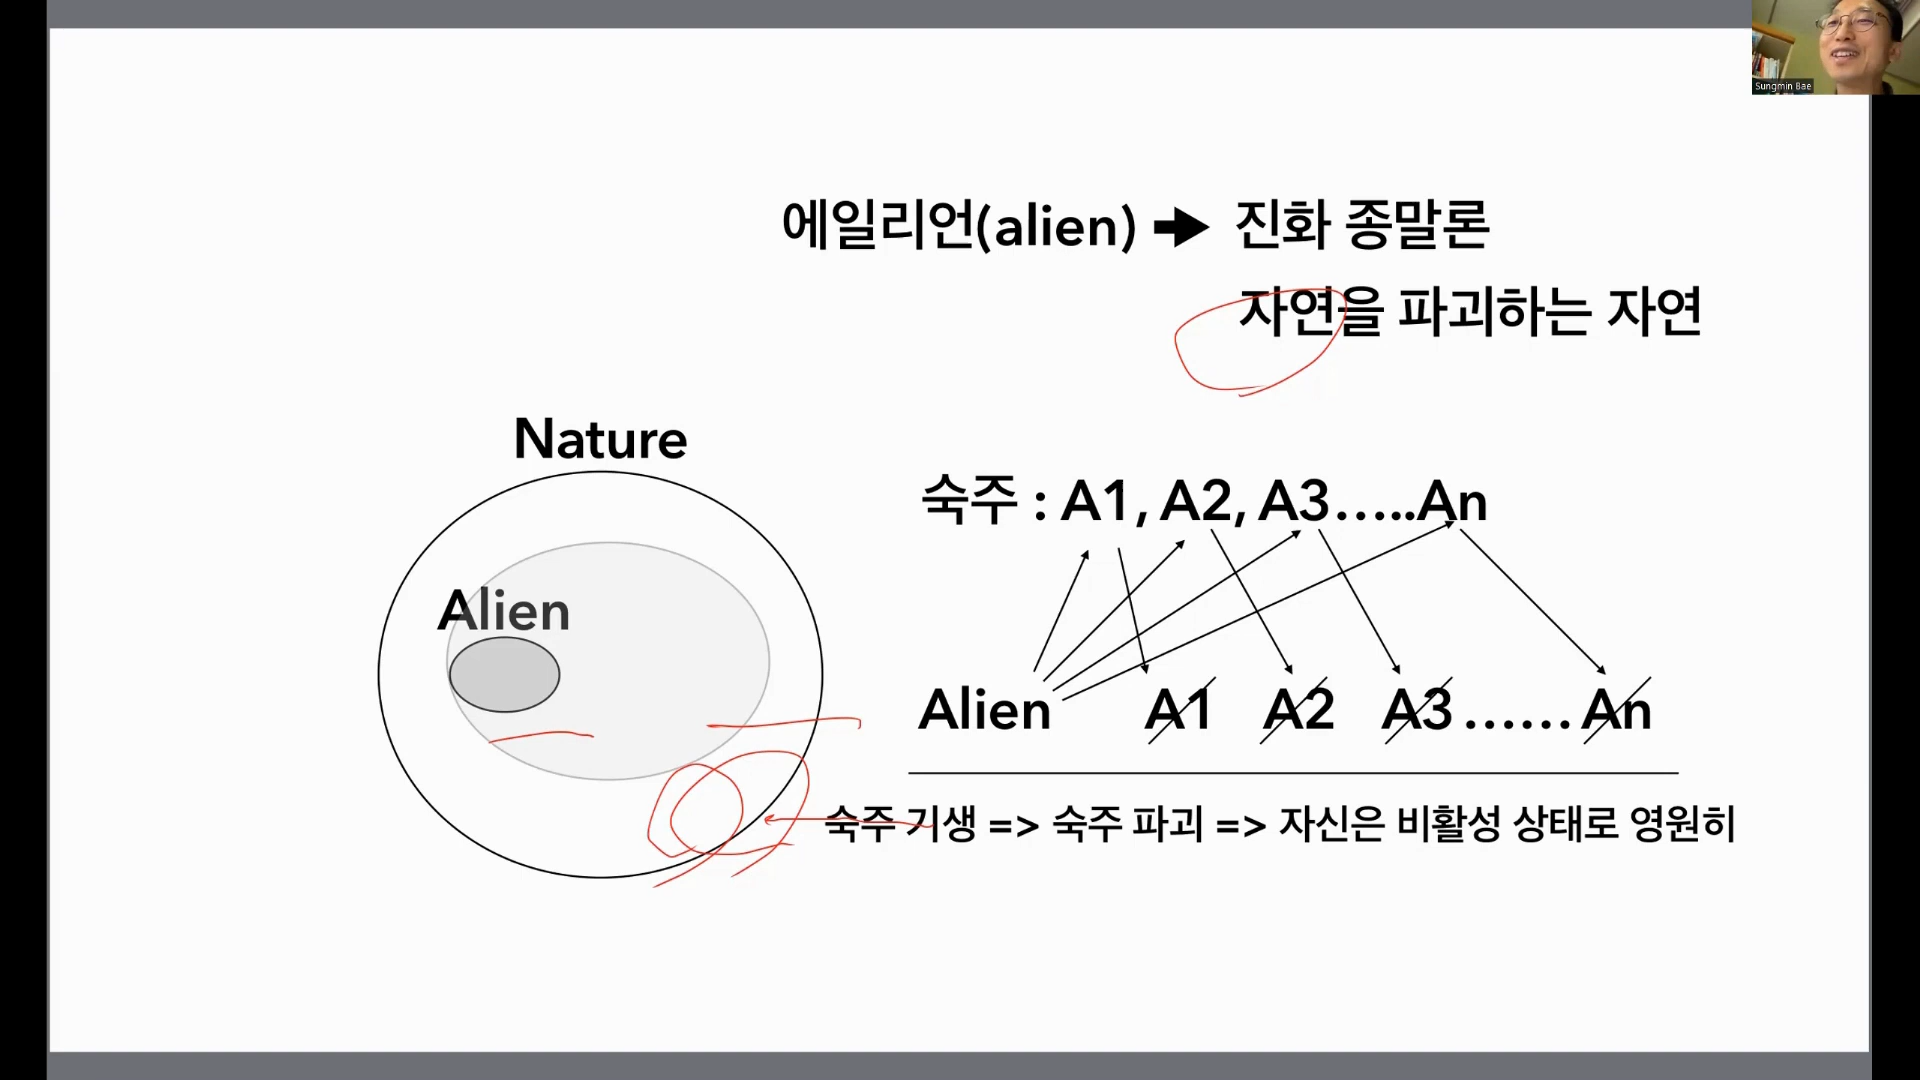 Sungmin Bae
에일리언(alien) ➡ 진화 종말론
자연을 파괴하는 자연
Nature
Alien
숙주 : A1, A2, A3…..An
Alien A1 A2 A3 …… An
숙주 기생 => 숙주 파괴 => 자신은 비활성 상태로 영원히